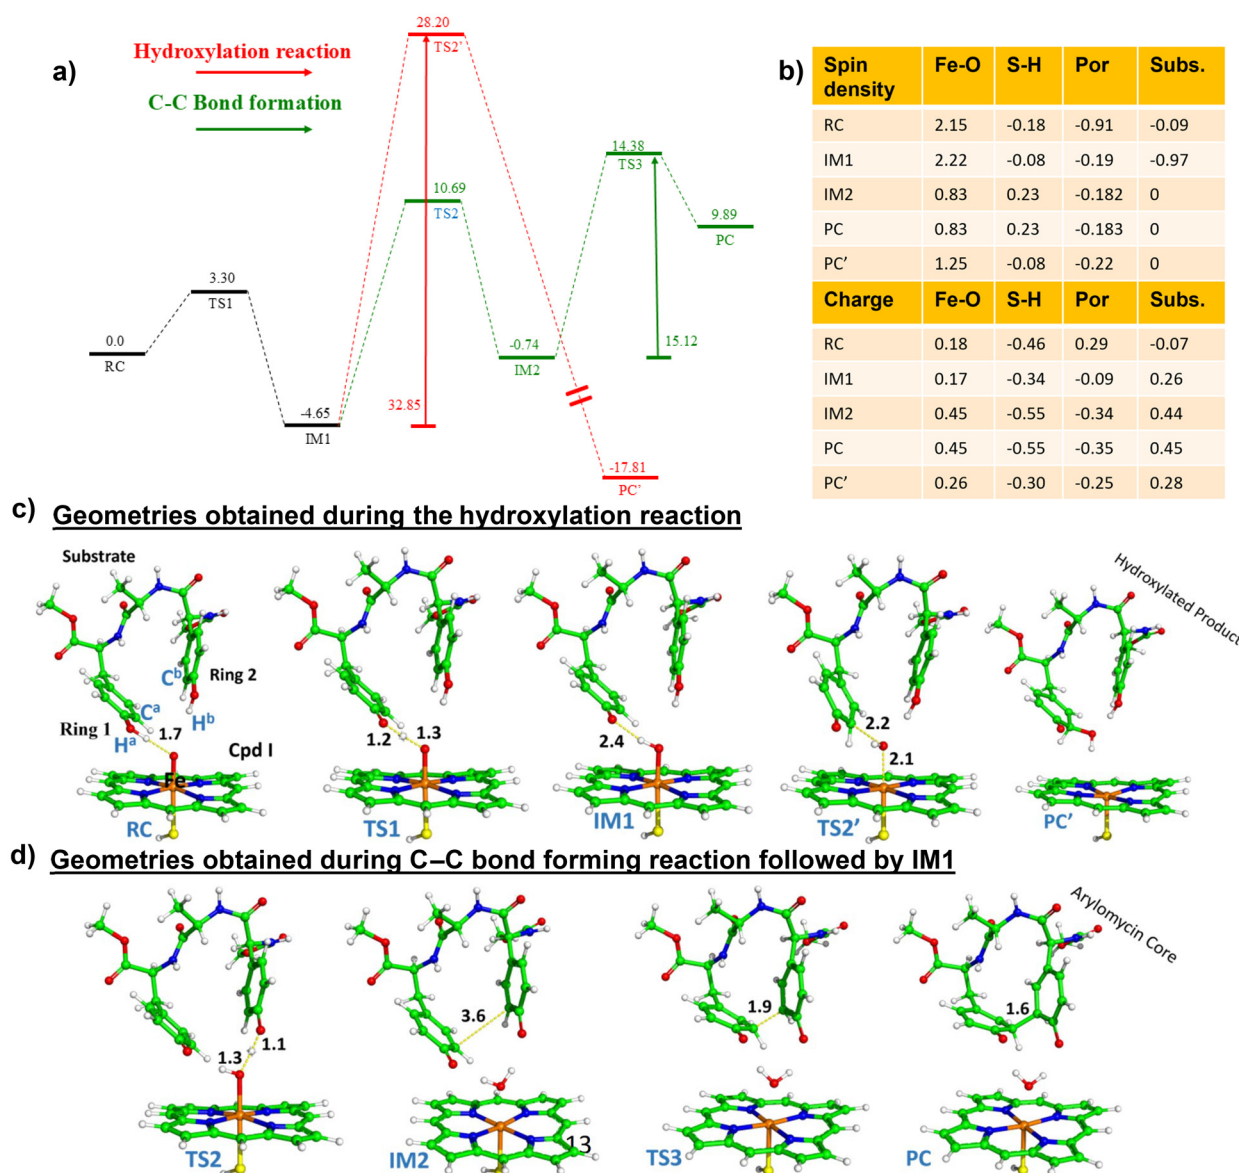 a)
Hydroxylation reaction
C-C Bond formation
28.20
TS2’
10.69
TS2
14.38
TS3
9.89
PC
3.30
TS1
0.0
RC
-0.74
IM2
15.12
-4.65
IM1
32.85
-17.81
PC’
b)
Spin density Fe-O S-H Por Subs.
RC 2.15 -0.18 -0.91 -0.09
IM1 2.22 -0.08 -0.19 -0.97
IM2 0.83 0.23 -0.182 0
PC 0.83 0.23 -0.183 0
PC’ 1.25 -0.08 -0.22 0
Charge Fe-O S-H Por Subs.
RC 0.18 -0.46 0.29 -0.07
IM1 0.17 -0.34 -0.09 0.26
IM2 0.45 -0.55 -0.34 0.44
PC 0.45 -0.55 -0.35 0.45
PC’ 0.26 -0.30 -0.25 0.28
c) Geometries obtained during the hydroxylation reaction
Substrate
Hydroxylated Product
Cᵇ
Ring 2
Cᵃ
Hᵇ
Ring 1
Hᵃ
1.7
Cpd I
Fe
RC
1.2
1.3
TS1
2.4
IM1
2.2
2.1
TS2’
PC’
d) Geometries obtained during C–C bond forming reaction followed by IM1
Arylomycin Core
1.3
1.1
TS2
3.6
IM2
13
1.9
TS3
1.6
PC